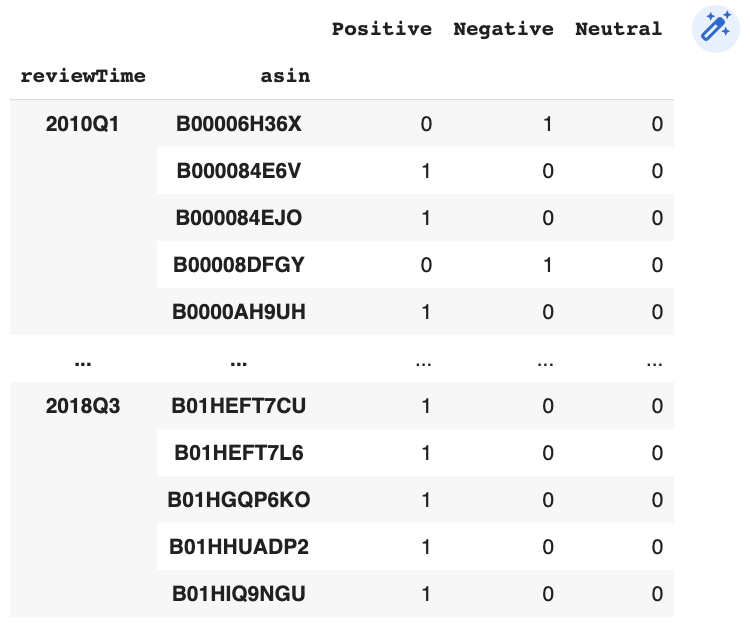 Positive Negative Neutral
reviewTime asin
2010Q1 B00006H36X 0 1 0
B000084E6V 1 0 0
B000084EJO 1 0 0
B00008DFGY 0 1 0
B0000AH9UH 1 0 0
... ... ... ... ...
2018Q3 B01HEFT7CU 1 0 0
B01HEFT7L6 1 0 0
B01HGQP6KO 1 0 0
B01HHUADP2 1 0 0
B01HIQ9NGU 1 0 0